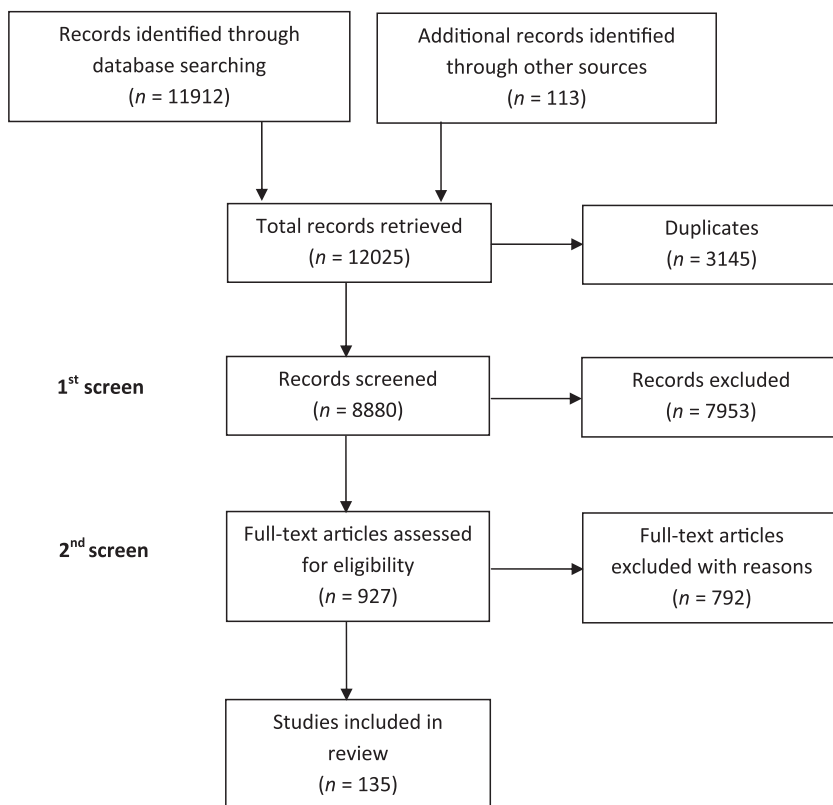 Records identified through
database searching
(n = 11912)
Additional records identified
through other sources
(n = 113)
Total records retrieved
(n = 12025)
Duplicates
(n = 3145)
1st screen
Records screened
(n = 8880)
Records excluded
(n = 7953)
2nd screen
Full-text articles assessed
for eligibility
(n = 927)
Full-text articles
excluded with reasons
(n = 792)
Studies included in
review
(n = 135)